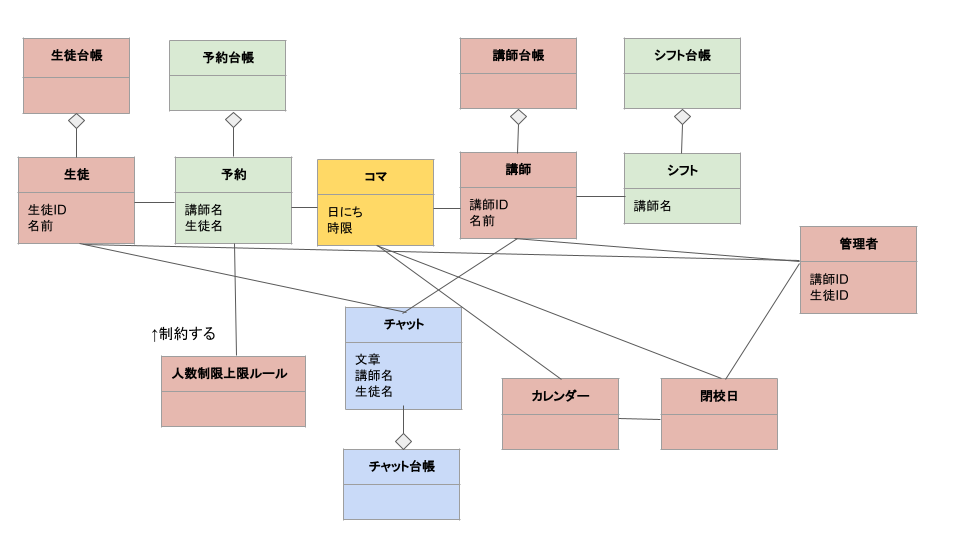 生徒台帳
予約台帳
講師台帳
シフト台帳
生徒
生徒ID
名前
予約
講師名
生徒名
コマ
日にち
時限
講師
講師ID
名前
シフト
講師名
管理者
講師ID
生徒ID
↑制約する
人数制限上限ルール
チャット
文章
講師名
生徒名
カレンダー
閉校日
チャット台帳